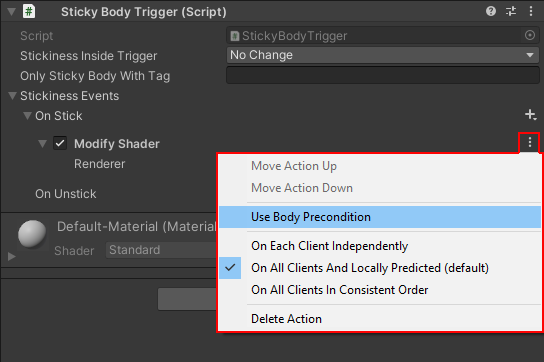 Sticky Body Trigger (Script)
Script
StickyBodyTrigger
Stickiness Inside Trigger
No Change
Only Sticky Body With Tag
Stickiness Events
On Stick
Modify Shader
Renderer
Move Action Up
Move Action Down
On Unstick
Use Body Precondition
Default-Material (Material
On Each Client Independently
Shader
Standard
On All Clients And Locally Predicted (default)
On All Clients In Consistent Order
Delete Action